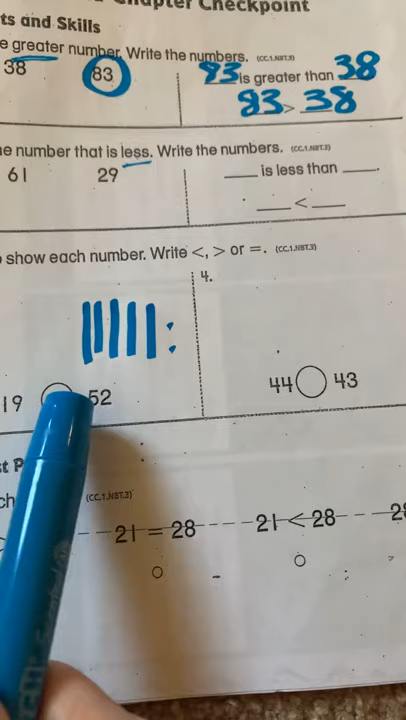 Chapter Checkpoint
ts and Skills
e greater number. Write the numbers. (CC.1.NBT.3)
38 83 83 is greater than 38
83 > 38
e number that is less. Write the numbers. (CC.1.NBT.3)
61 29 ____ is less than ____.
____ < ____
show each number. Write <, > or =. (CC.1.NBT.3)
4.
19 52 44 43
st P
ch (CC.1.NBT.3)
21 = 28 21 < 28 28